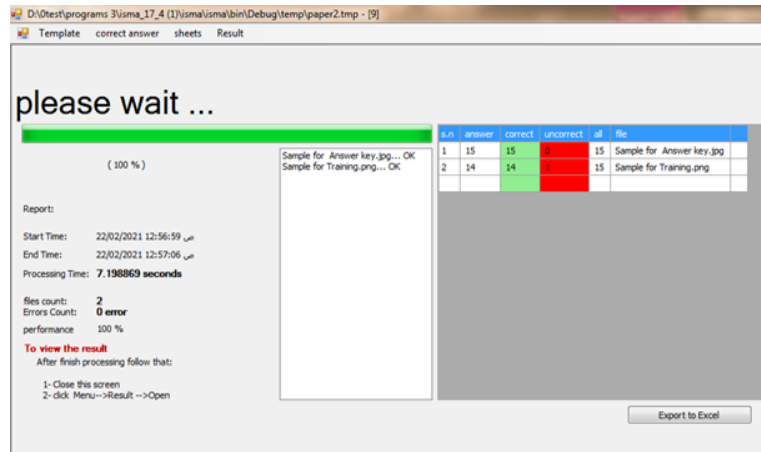 D:\0test\programs 3\isma_17_4 (1)\isma\isma\bin\Debug\temp\paper2.tmp - [9]
Template correct answer sheets Result
please wait ...
( 100 % )
Sample for Answer key.jpg... OK
Sample for Training.png... OK
Report:
Start Time: 22/02/2021 12:56:59 ص
End Time: 22/02/2021 12:57:06 ص
Processing Time: 7.198869 seconds
files count: 2
Errors Count: 0 error
performance 100 %
To view the result
After finish processing follow that:
1- Close this screen
2- click Menu-->Result -->Open
s.n answer correct uncorrect all file
1 15 15 0 15 Sample for Answer key.jpg
2 14 14 1 15 Sample for Training.png
Export to Excel